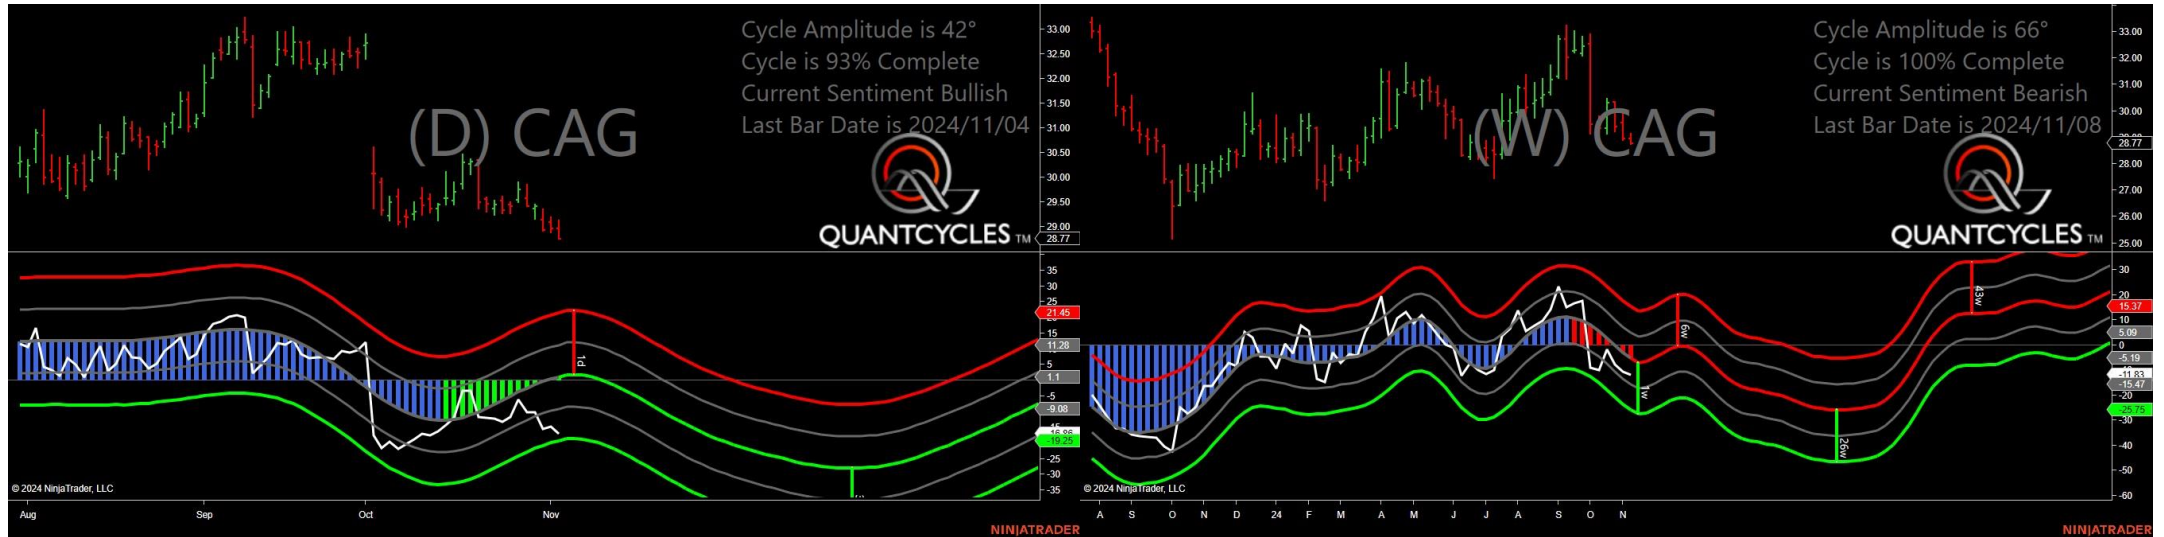 Cycle Amplitude is 42°
Cycle is 93% Complete
Current Sentiment Bullish
Last Bar Date is 2024/11/04
(D) CAG
QUANTCYCLES TM
33.00
32.50
32.00
31.50
31.00
30.50
30.00
29.50
29.00
28.77
35
30
25
21.45
15
11.28
5
1.1
-5
-9.08
-19.25
-25
-30
-35
1d
© 2024 NinjaTrader, LLC
Aug
Sep
Oct
Nov
NINJATRADER
Cycle Amplitude is 66°
Cycle is 100% Complete
Current Sentiment Bearish
Last Bar Date is 2024/11/08
(W) CAG
QUANTCYCLES TM
33.00
32.00
31.00
30.00
28.77
28.00
27.00
26.00
25.00
30
20
15.37
10
5.09
0
-5.19
-11.83
-15.47
-20
-25.75
-30
-40
-50
-60
6w
1w
26w
43w
© 2024 NinjaTrader, LLC
A S O N D 24 F M A M J J A S O N
NINJATRADER